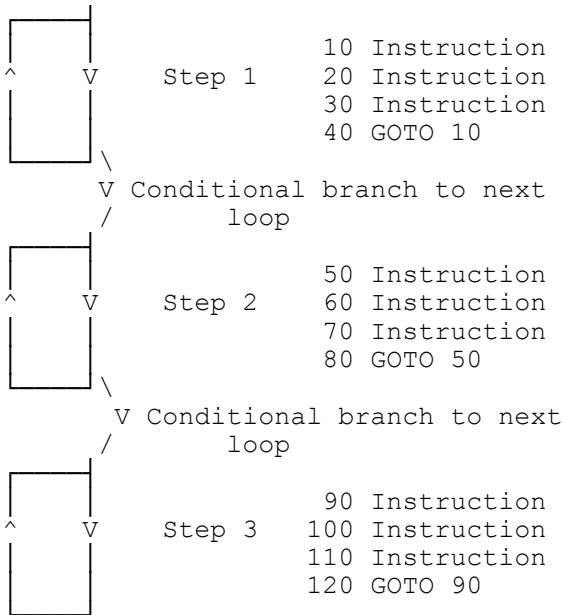 10 Instruction
^ V Step 1 20 Instruction
30 Instruction
40 GOTO 10
\
V Conditional branch to next
/ loop
50 Instruction
^ V Step 2 60 Instruction
70 Instruction
80 GOTO 50
\
V Conditional branch to next
/ loop
90 Instruction
^ V Step 3 100 Instruction
110 Instruction
120 GOTO 90